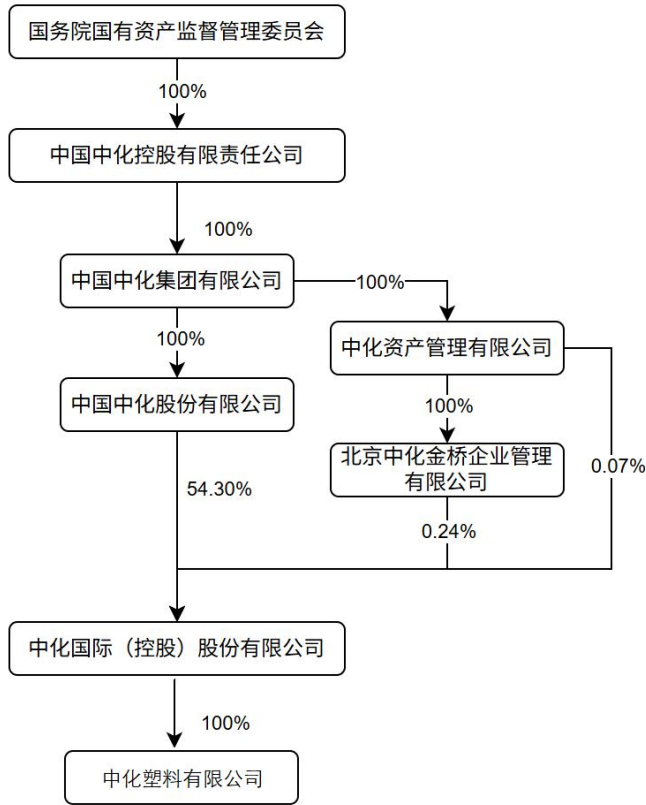 国务院国有资产监督管理委员会
100%
中国中化控股有限责任公司
100%
中国中化集团有限公司
100%
100%
中化资产管理有限公司
中国中化股份有限公司
100%
北京中化金桥企业管理
有限公司
0.07%
54.30%
0.24%
中化国际（控股）股份有限公司
100%
中化塑料有限公司